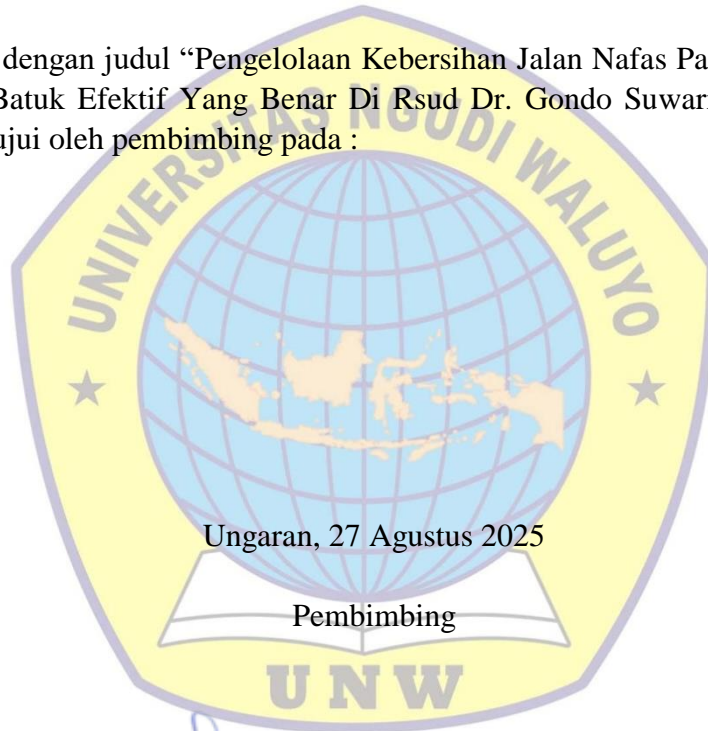 dengan judul “Pengelolaan Kebersihan Jalan Nafas Pa
Batuk Efektif Yang Benar Di Rsud Dr. Gondo Suwar
ujui oleh pembimbing pada :
UNIVERSITAS NGUDI WALUYO
Ungaran, 27 Agustus 2025
Pembimbing
UNW